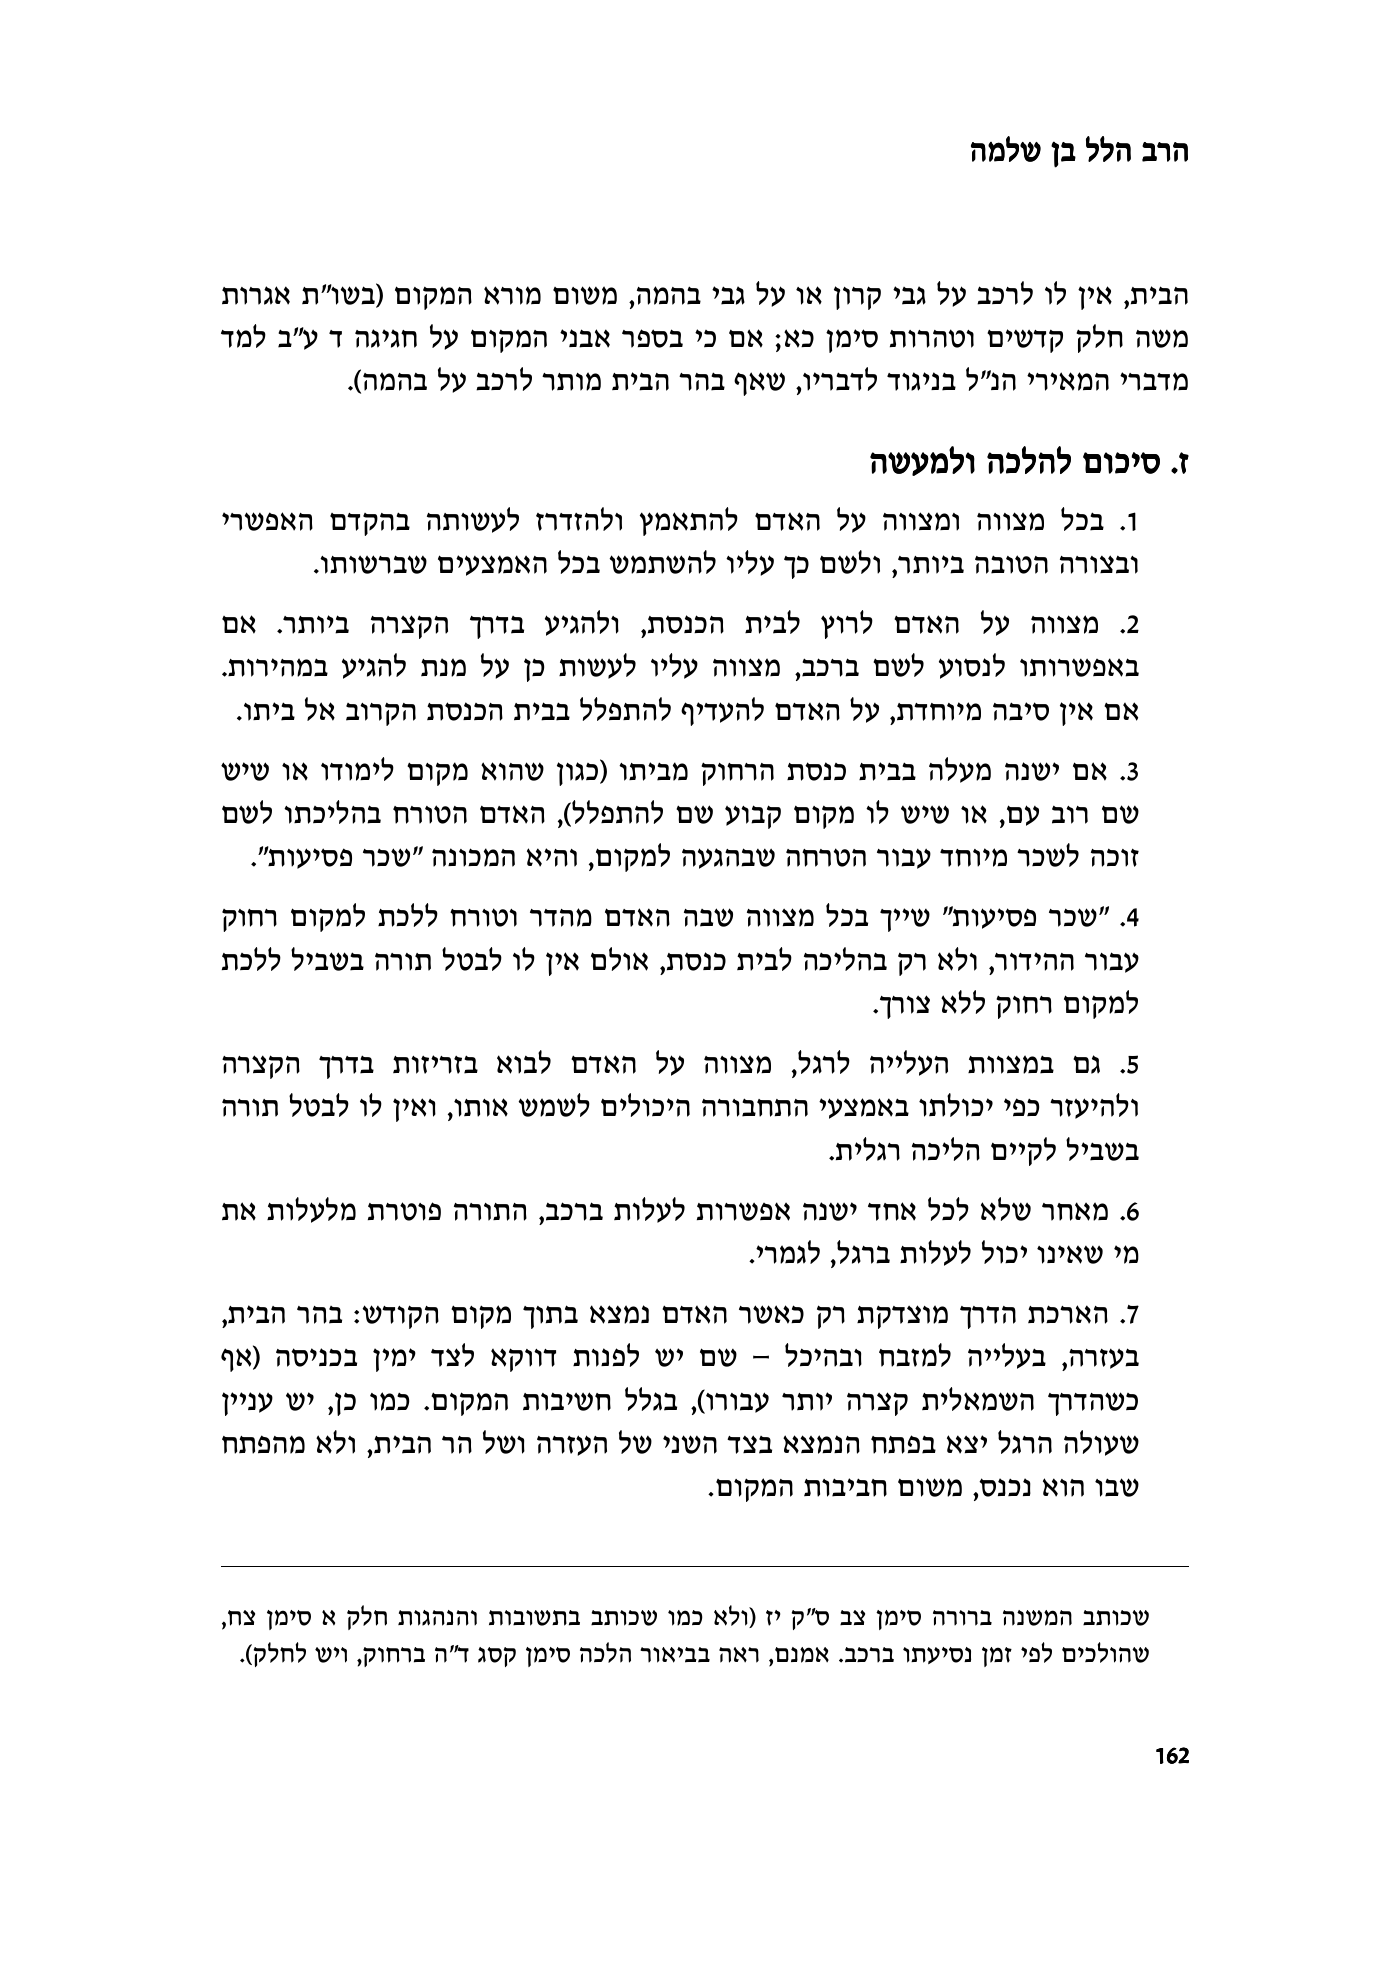 הרב הלל בן שלמה
הבית, אין לו לרכב על גבי קרון או על גבי בהמה, משום מורא המקום (בשו"ת אגרות
משה חלק קדשים וטהרות סימן כא; אם כי בספר אבני המקום על חגיגה ד ע"ב למד
מדברי המאירי הנ"ל בניגוד לדבריו, שאף בהר הבית מותר לרכב על בהמה).
ז. סיכום להלכה ולמעשה
1. בכל מצווה ומצווה על האדם להתאמץ ולהזדרז לעשותה בהקדם האפשרי
ובצורה הטובה ביותר, ולשם כך עליו להשתמש בכל האמצעים שברשותו.
2. מצווה על האדם לרוץ לבית הכנסת, ולהגיע בדרך הקצרה ביותר. אם
באפשרותו לנסוע לשם ברכב, מצווה עליו לעשות כן על מנת להגיע במהירות.
אם אין סיבה מיוחדת, על האדם להעדיף להתפלל בבית הכנסת הקרוב אל ביתו.
3. אם ישנה מעלה בבית כנסת הרחוק מביתו (כגון שהוא מקום לימודו או שיש
שם רוב עם, או שיש לו מקום קבוע שם להתפלל), האדם הטורח בהליכתו לשם
זוכה לשכר מיוחד עבור הטרחה שבהגעה למקום, והיא המכונה "שכר פסיעות".
4. "שכר פסיעות" שייך בכל מצווה שבה האדם מהדר וטורח ללכת למקום רחוק
עבור ההידור, ולא רק בהליכה לבית כנסת, אולם אין לו לבטל תורה בשביל ללכת
למקום רחוק ללא צורך.
5. גם במצוות העלייה לרגל, מצווה על האדם לבוא בזריזות בדרך הקצרה
ולהיעזר כפי יכולתו באמצעי התחבורה היכולים לשמש אותו, ואין לו לבטל תורה
בשביל לקיים הליכה רגלית.
6. מאחר שלא לכל אחד ישנה אפשרות לעלות ברכב, התורה פוטרת מלעלות את
מי שאינו יכול לעלות ברגל, לגמרי.
7. הארכת הדרך מוצדקת רק כאשר האדם נמצא בתוך מקום הקודש: בהר הבית,
בעזרה, בעלייה למזבח ובהיכל – שם יש לפנות דווקא לצד ימין בכניסה (אף
כשהדרך השמאלית קצרה יותר עבורו), בגלל חשיבות המקום. כמו כן, יש עניין
שעולה הרגל יצא בפתח הנמצא בצד השני של העזרה ושל הר הבית, ולא מהפתח
שבו הוא נכנס, משום חביבות המקום.
שכותב המשנה ברורה סימן צב ס"ק יז (ולא כמו שכותב בתשובות והנהגות חלק א סימן צח,
שהולכים לפי זמן נסיעתו ברכב. אמנם, ראה בביאור הלכה סימן קסג ד"ה ברחוק, ויש לחלק).
162